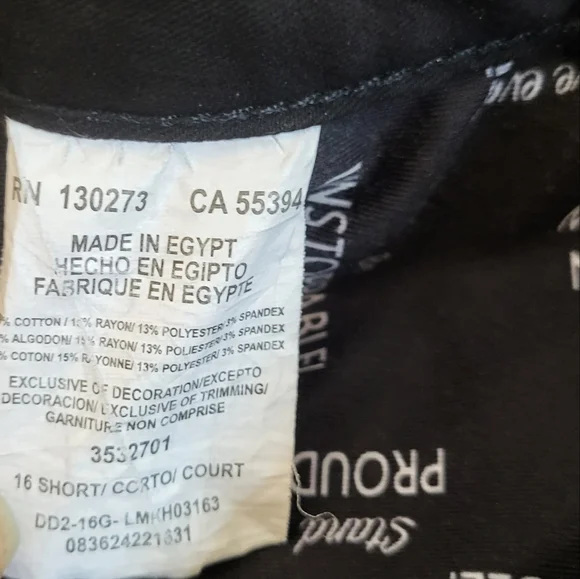 RN 130273 CA 55394
MADE IN EGYPT
HECHO EN EGIPTO
FABRIQUE EN EGYPTE
% COTTON/ 15% RAYON/ 13% POLYESTER/ 3% SPANDEX
% ALGODON/ 15% RAYON/ 13% POLIESTER/ 3% SPANDEX
% COTON/ 15% RAYONNE/ 13% POLYESTER/ 3% SPANDEX
EXCLUSIVE OF DECORATION/EXCEPTO
DECORACION/ EXCLUSIVE OF TRIMMING/
GARNITURE NON COMPRISE
3532701
16 SHORT/ CORTO/ COURT
DD2-16G- LMKH03163
083624221331
PROUD
Stand